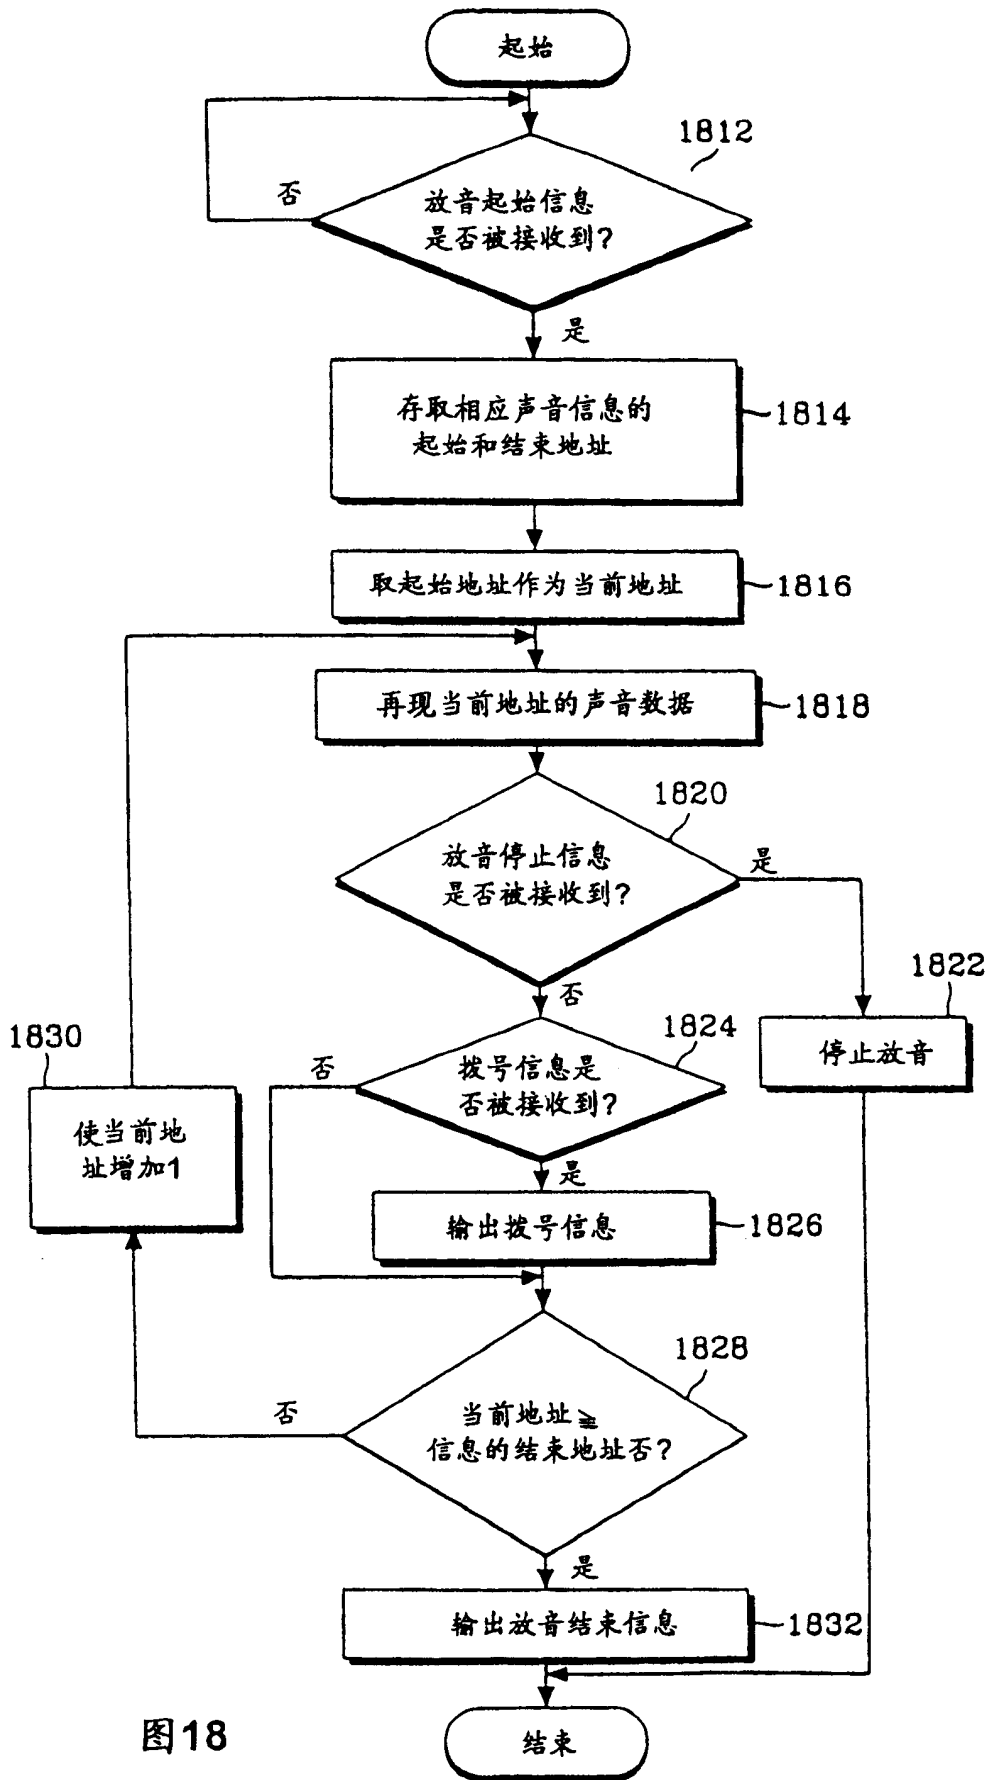 起始
1812
否
放音起始信息
是否被接收到?
是
存取相应声音信息的
起始和结束地址
1814
取起始地址作为当前地址
1816
再现当前地址的声音数据
1818
1820
放音停止信息
是否被接收到?
是
否
1822
停止放音
1824
否
拨号信息是
否被接收到?
是
1830
使当前地
址增加1
输出拨号信息
1826
1828
否
当前地址≧
信息的结束地址否?
是
输出放音结束信息
1832
结束
图18